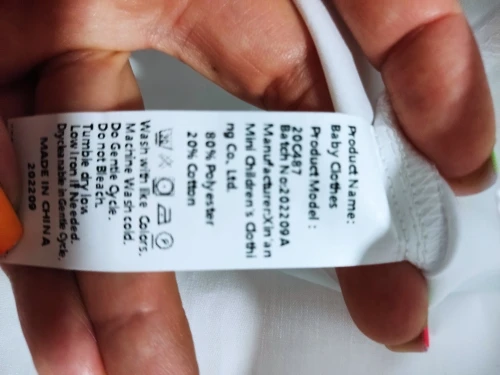 Product Name:
Baby Clothes
Product Model :
20CA87
Batch No:202209A
Manufacturer:Xin'an
Mini Children's Clothi
ng Co., Ltd.
80% Polyester
20% Cotton
Wash with like Colors,
Machine Wash cold.
Do Gentle Cycle.
Do not Bleach.
Tumble dry low.
Low Iron If Needed.
Drycleanable in Gentle Cycle.
MADE IN CHINA
202209